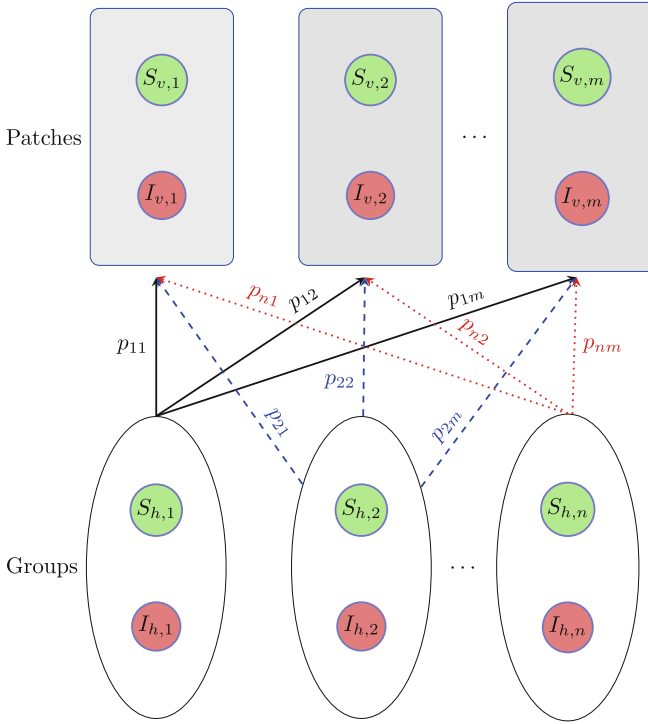 S_{v,1} S_{v,2} S_{v,m}
Patches ...
I_{v,1} I_{v,2} I_{v,m}
p_{n1} p_{12} p_{1m}
p_{11} p_{n2} p_{nm}
p_{22}
p_{21} p_{2m}
S_{h,1} S_{h,2} S_{h,n}
Groups ...
I_{h,1} I_{h,2} I_{h,n}